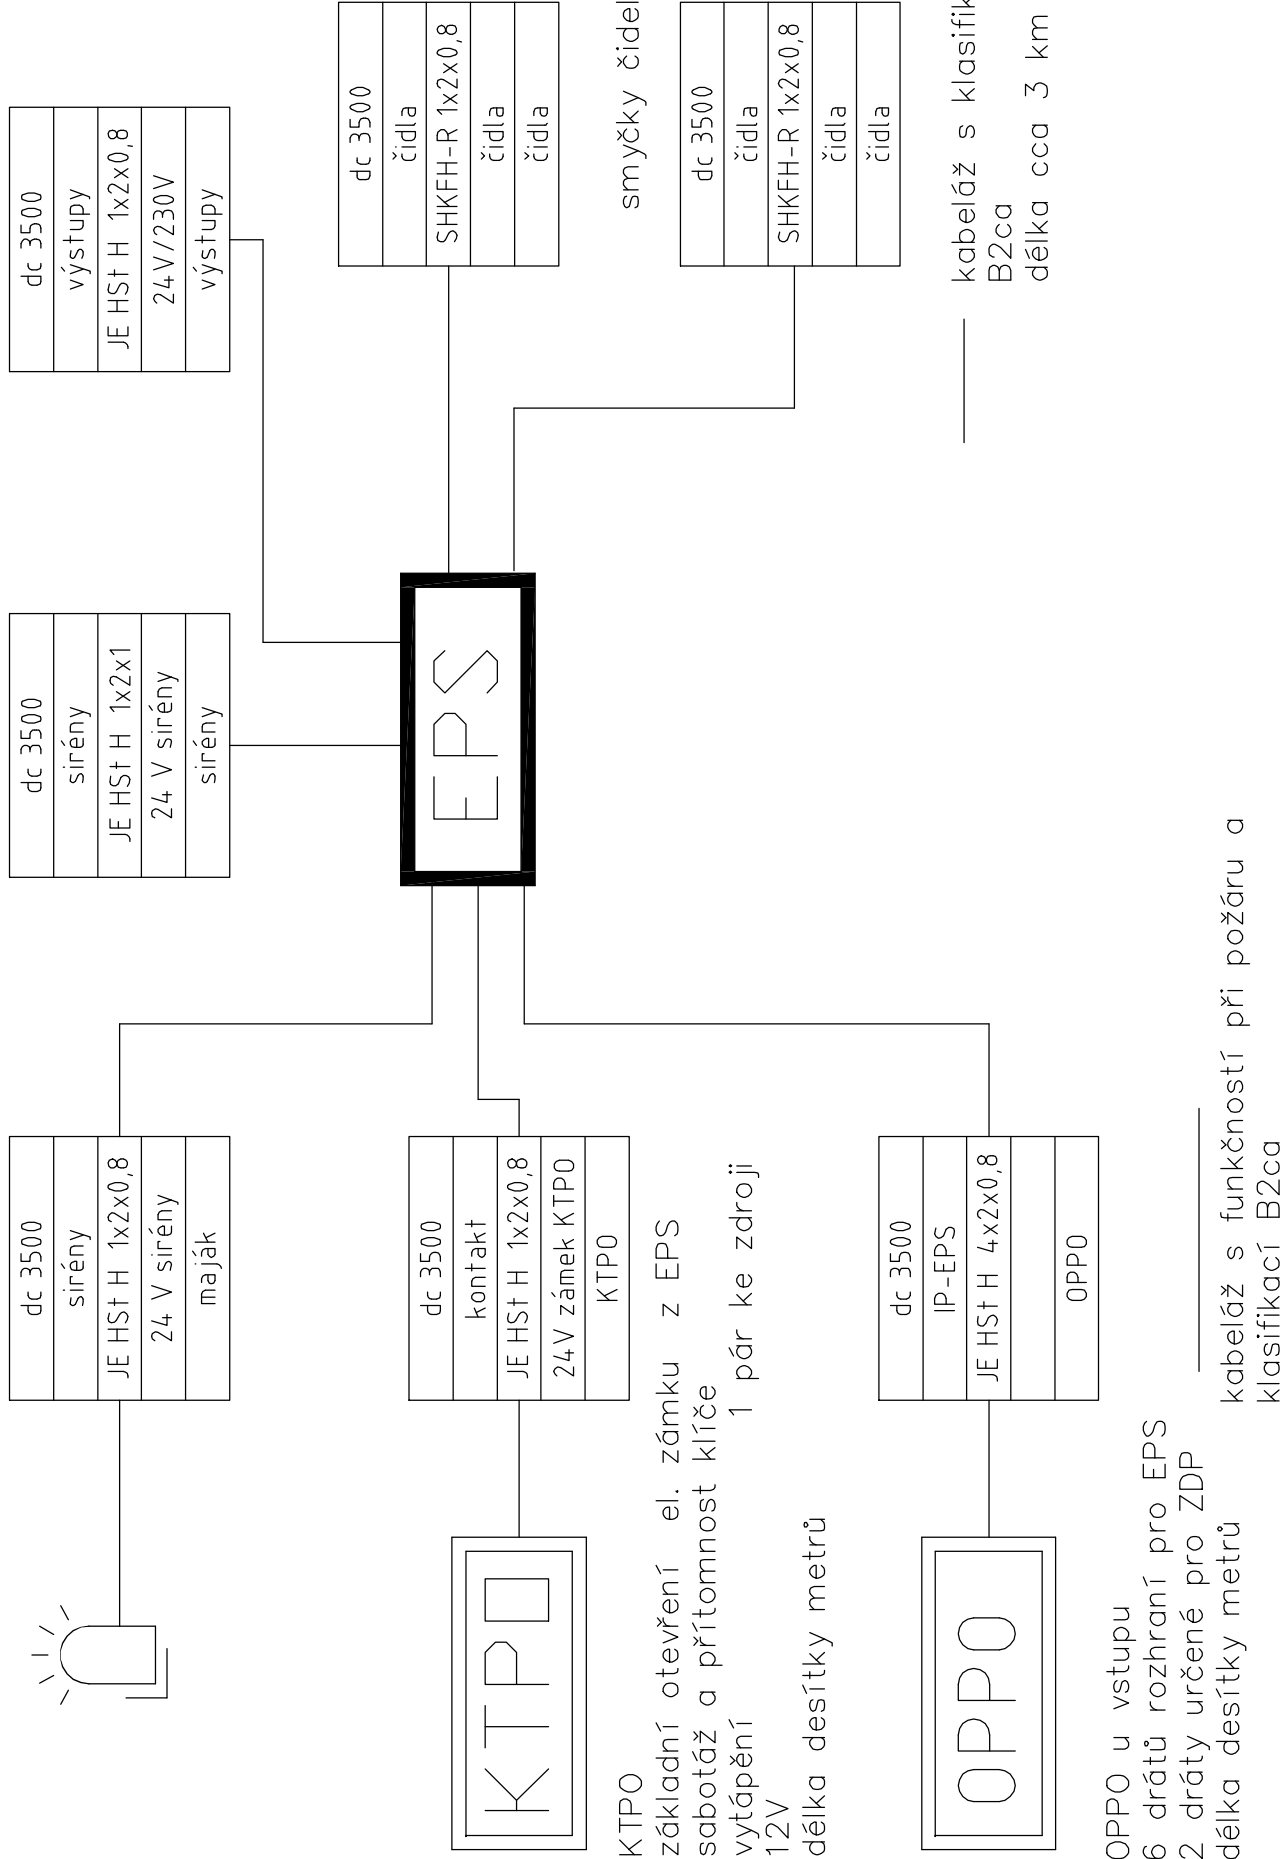 dc 3500
sirény
JE HSt H 1x2x0,8
24 V sirény
maják
dc 3500
sirény
JE HSt H 1x2x1
24 V sirény
sirény
dc 3500
výstupy
JE HSt H 1x2x0,8
24V/230V
výstupy
KTPO
dc 3500
kontakt
JE HSt H 1x2x0,8
24V zámek KTPO
KTPO
EPS
dc 3500
čidla
SHKFH-R 1x2x0,8
čidla
čidla
KTPO
základní otevření el. zámku z EPS
sabotáž a přítomnost klíče
vytápění 1 pár ke zdroji
12V
délka desítky metrů
smyčky čidel
OPPO
dc 3500
IP-EPS
JE HSt H 4x2x0,8
OPPO
dc 3500
čidla
SHKFH-R 1x2x0,8
čidla
čidla
OPPO u vstupu
6 drátů rozhraní pro EPS
2 dráty určené pro ZDP
délka desítky metrů
kabeláž s klasifik
B2ca
délka cca 3 km
kabeláž s funkčností při požáru a
klasifikací B2ca